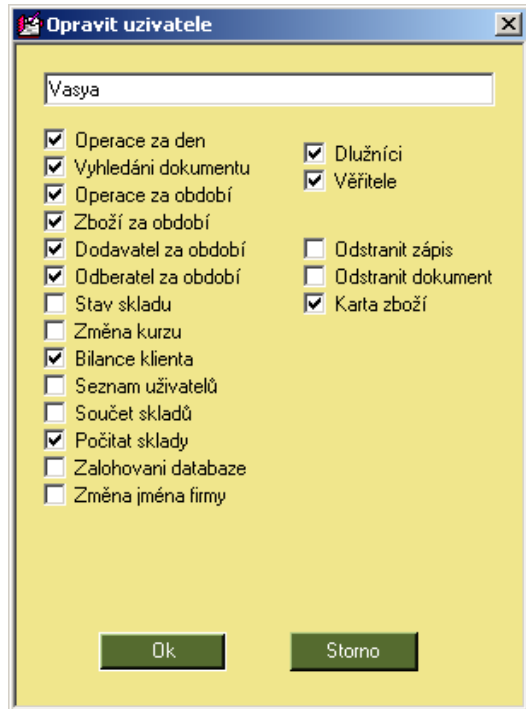 Opravit uzivatele
Vasya
Operace za den
Vyhledáni dokumentu
Operace za období
Zboží za období
Dodavatel za období
Odberatel za období
Stav skladu
Změna kurzu
Bilance klienta
Seznam uživatelů
Součet skladů
Počitat sklady
Zalohovani databaze
Změna jména firmy
Dlužníci
Věřitele
Odstranit zápis
Odstranit dokument
Karta zboží
Ok
Storno